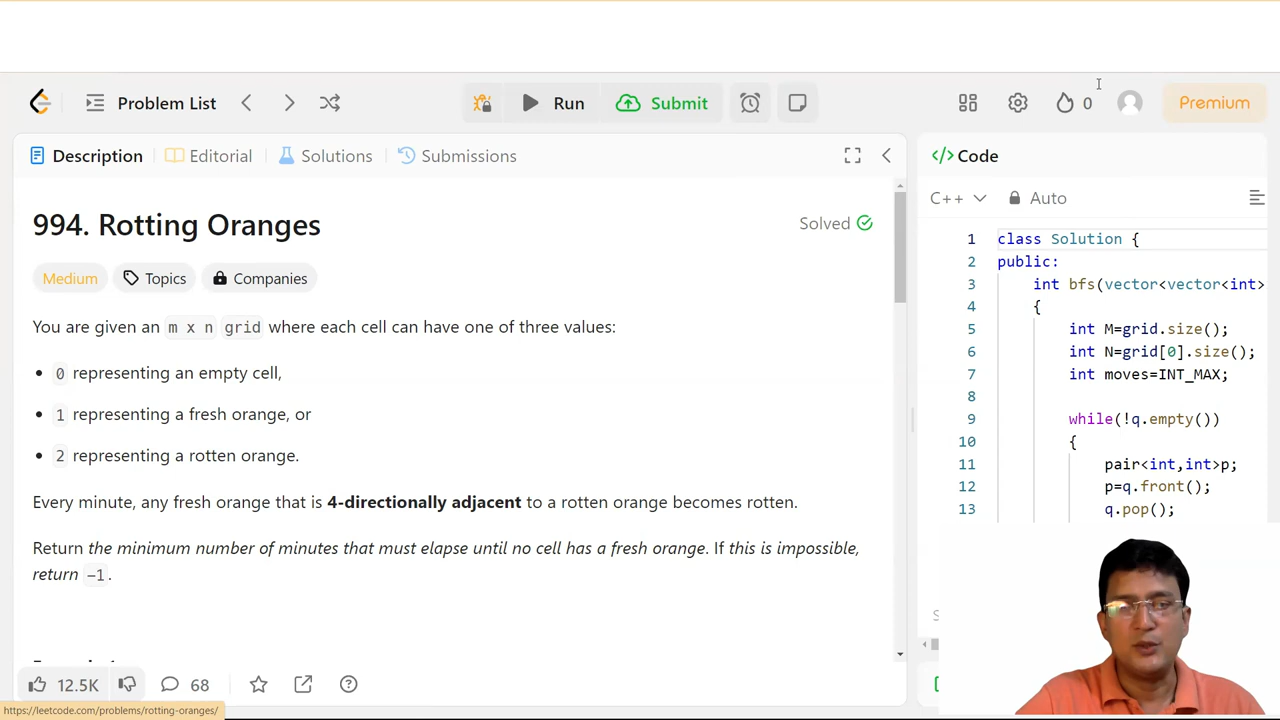 Problem List
Run
Submit
0
Premium
Description
Editorial
Solutions
Submissions
994. Rotting Oranges
Solved
Medium
Topics
Companies
You are given an m x n grid where each cell can have one of three values:
• 0 representing an empty cell,
• 1 representing a fresh orange, or
• 2 representing a rotten orange.
Every minute, any fresh orange that is 4-directionally adjacent to a rotten orange becomes rotten.
Return the minimum number of minutes that must elapse until no cell has a fresh orange. If this is impossible,
return -1.
12.5K
68
https://leetcode.com/problems/rotting-oranges/
</> Code
C++
Auto
1 class Solution {
2 public:
3 int bfs(vector<vector<int>
4 {
5 int M=grid.size();
6 int N=grid[0].size();
7 int moves=INT_MAX;
8
9 while(!q.empty())
10 {
11 pair<int,int>p;
12 p=q.front();
13 q.pop();